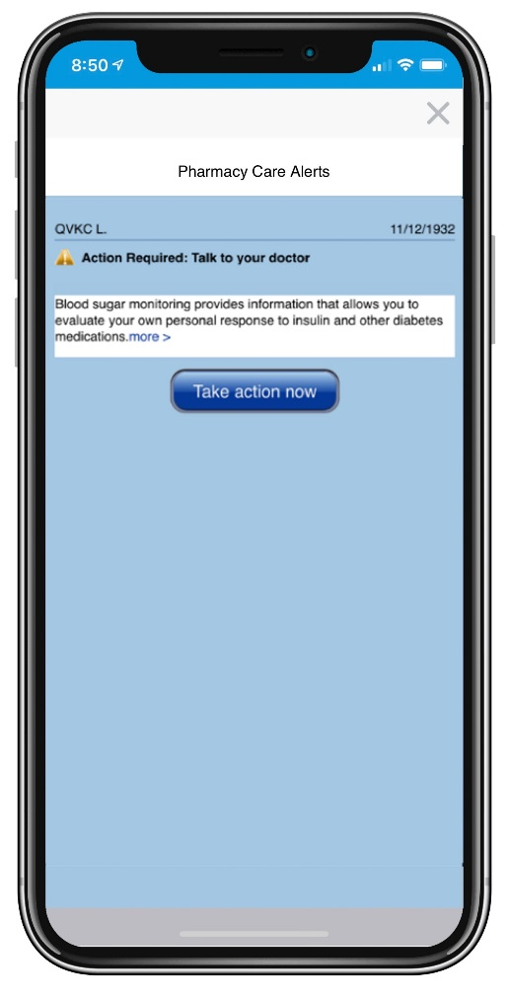 8:50
Pharmacy Care Alerts
QVKC L. 11/12/1932
Action Required: Talk to your doctor
Blood sugar monitoring provides information that allows you to
evaluate your own personal response to insulin and other diabetes
medications.more >
Take action now